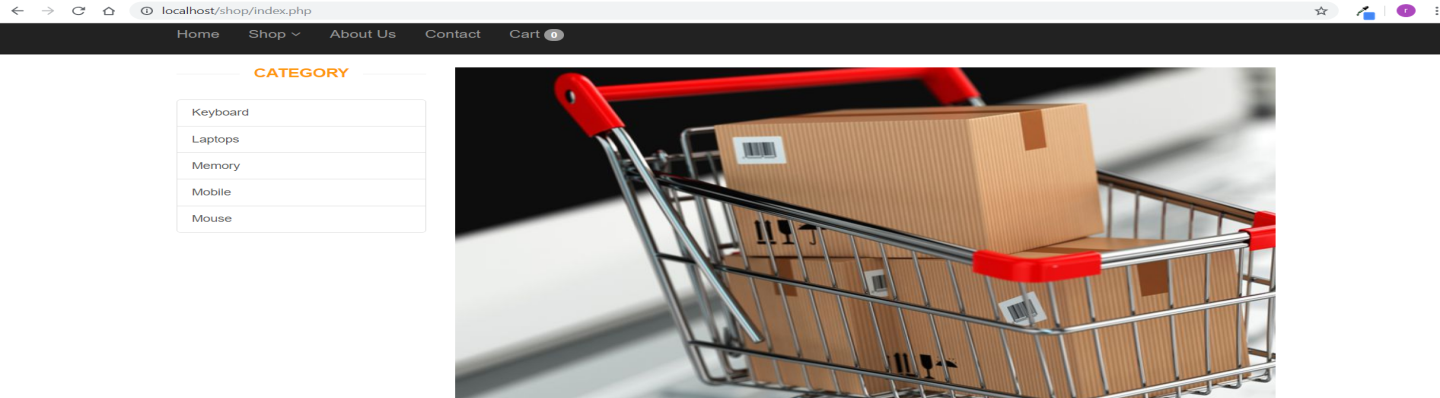 localhost/shop/index.php
r
Home Shop About Us Contact Cart 0
CATEGORY
Keyboard
Laptops
Memory
Mobile
Mouse